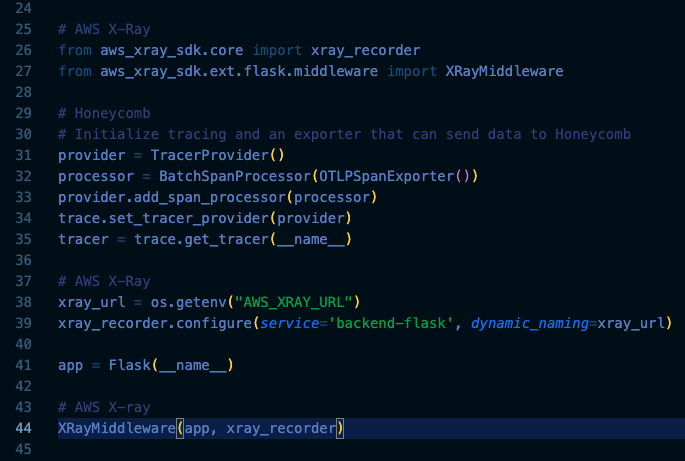 24
25 # AWS X-Ray
26 from aws_xray_sdk.core import xray_recorder
27 from aws_xray_sdk.ext.flask.middleware import XRayMiddleware
28
29 # Honeycomb
30 # Initialize tracing and an exporter that can send data to Honeycomb
31 provider = TracerProvider()
32 processor = BatchSpanProcessor(OTLPSpanExporter())
33 provider.add_span_processor(processor)
34 trace.set_tracer_provider(provider)
35 tracer = trace.get_tracer(__name__)
36
37 # AWS X-Ray
38 xray_url = os.getenv("AWS_XRAY_URL")
39 xray_recorder.configure(service='backend-flask', dynamic_naming=xray_url)
40
41 app = Flask(__name__)
42
43 # AWS X-ray
44 XRayMiddleware(app, xray_recorder)
45